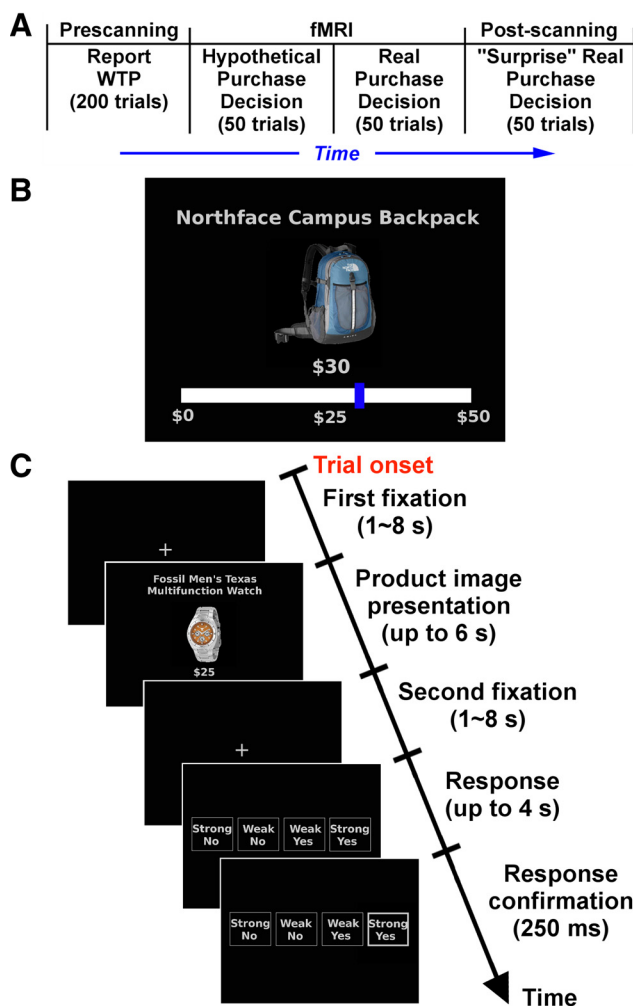 A
Prescanning
fMRI
Post-scanning
Report
WTP
(200 trials)
Hypothetical
Purchase
Decision
(50 trials)
Real
Purchase
Decision
(50 trials)
"Surprise" Real
Purchase
Decision
(50 trials)
Time
B
Northface Campus Backpack
$30
$0
$25
$50
C
Trial onset
First fixation
(1~8 s)
+
Fossil Men's Texas
Multifunction Watch
$25
Product image
presentation
(up to 6 s)
+
Second fixation
(1~8 s)
Strong
No
Weak
No
Weak
Yes
Strong
Yes
Response
(up to 4 s)
Strong
No
Weak
No
Weak
Yes
Strong
Yes
Response
confirmation
(250 ms)
Time